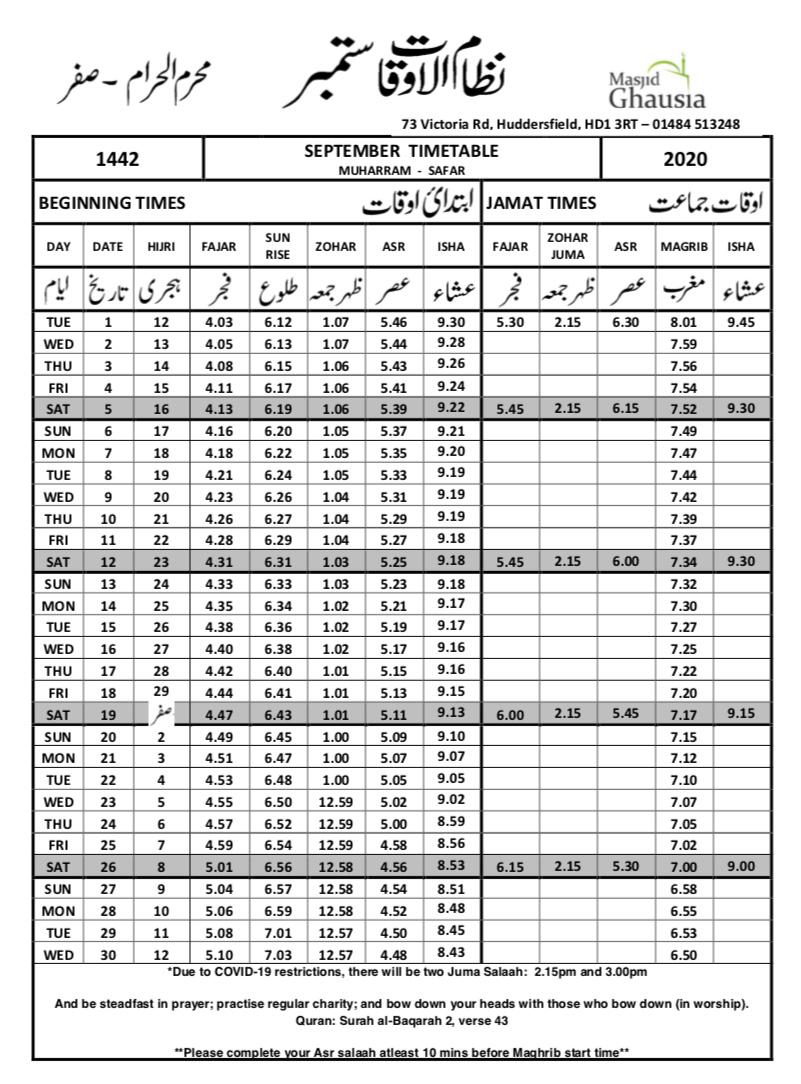 محرم الحرام - صفر
نظام الاوقات ستمبر
Masjid
Ghausia
73 Victoria Rd, Huddersfield, HD1 3RT – 01484 513248
1442 SEPTEMBER TIMETABLE 2020
MUHARRAM - SAFAR
BEGINNING TIMES ابتدائ اوقات JAMAT TIMES اوقات جماعت
DAY DATE HIJRI FAJAR SUN RISE ZOHAR ASR ISHA FAJAR ZOHAR JUMA ASR MAGRIB ISHA
ایام تاریخ ہجری فجر طلوع ظہر جمعہ عصر عشاء فجر ظہر جمعہ عصر مغرب عشاء
TUE 1 12 4.03 6.12 1.07 5.46 9.30 5.30 2.15 6.30 8.01 9.45
WED 2 13 4.05 6.13 1.07 5.44 9.28 7.59
THU 3 14 4.08 6.15 1.06 5.43 9.26 7.56
FRI 4 15 4.11 6.17 1.06 5.41 9.24 7.54
SAT 5 16 4.13 6.19 1.06 5.39 9.22 5.45 2.15 6.15 7.52 9.30
SUN 6 17 4.16 6.20 1.05 5.37 9.21 7.49
MON 7 18 4.18 6.22 1.05 5.35 9.20 7.47
TUE 8 19 4.21 6.24 1.05 5.33 9.19 7.44
WED 9 20 4.23 6.26 1.04 5.31 9.19 7.42
THU 10 21 4.26 6.27 1.04 5.29 9.19 7.39
FRI 11 22 4.28 6.29 1.04 5.27 9.18 7.37
SAT 12 23 4.31 6.31 1.03 5.25 9.18 5.45 2.15 6.00 7.34 9.30
SUN 13 24 4.33 6.33 1.03 5.23 9.18 7.32
MON 14 25 4.35 6.34 1.02 5.21 9.17 7.30
TUE 15 26 4.38 6.36 1.02 5.19 9.17 7.27
WED 16 27 4.40 6.38 1.02 5.17 9.16 7.25
THU 17 28 4.42 6.40 1.01 5.15 9.16 7.22
FRI 18 29 4.44 6.41 1.01 5.13 9.15 7.20
SAT 19 صفر 4.47 6.43 1.01 5.11 9.13 6.00 2.15 5.45 7.17 9.15
SUN 20 2 4.49 6.45 1.00 5.09 9.10 7.15
MON 21 3 4.51 6.47 1.00 5.07 9.07 7.12
TUE 22 4 4.53 6.48 1.00 5.05 9.05 7.10
WED 23 5 4.55 6.50 12.59 5.02 9.02 7.07
THU 24 6 4.57 6.52 12.59 5.00 8.59 7.05
FRI 25 7 4.59 6.54 12.59 4.58 8.56 7.02
SAT 26 8 5.01 6.56 12.58 4.56 8.53 6.15 2.15 5.30 7.00 9.00
SUN 27 9 5.04 6.57 12.58 4.54 8.51 6.58
MON 28 10 5.06 6.59 12.58 4.52 8.48 6.55
TUE 29 11 5.08 7.01 12.57 4.50 8.45 6.53
WED 30 12 5.10 7.03 12.57 4.48 8.43 6.50
*Due to COVID-19 restrictions, there will be two Juma Salaah: 2.15pm and 3.00pm
And be steadfast in prayer; practise regular charity; and bow down your heads with those who bow down (in worship).
Quran: Surah al-Baqarah 2, verse 43
**Please complete your Asr salaah atleast 10 mins before Maghrib start time**